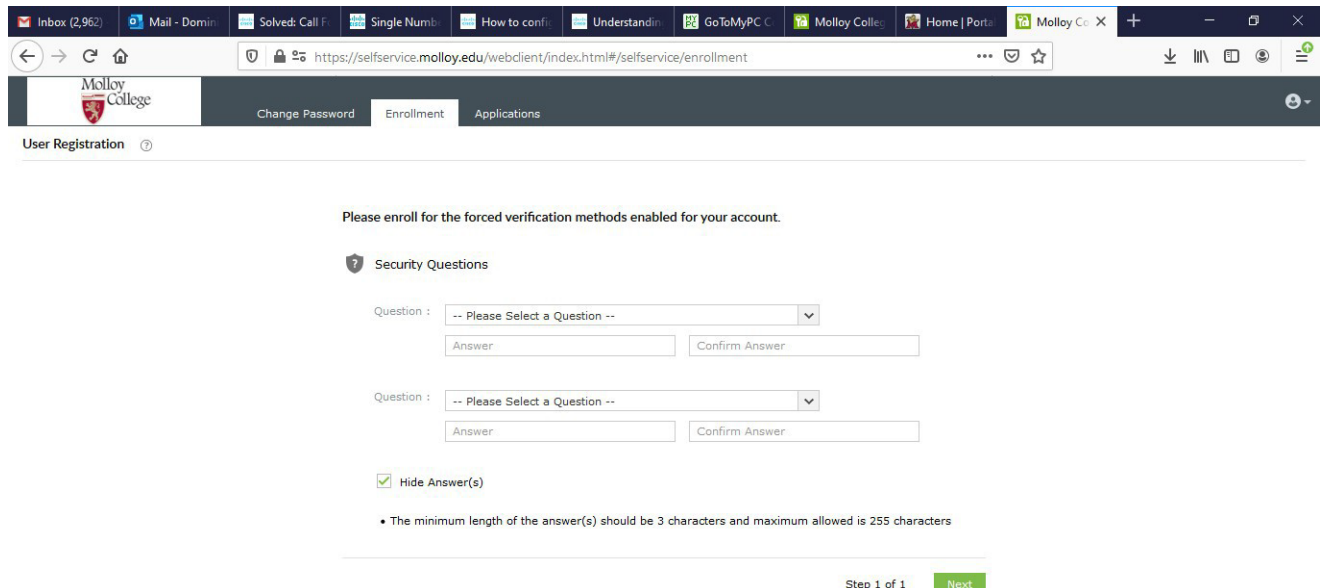 Inbox (2,962) Mail - Domini Solved: Call F Single Numbe How to config Understandin GoToMyPC C Molloy Colleg Home | Porta Molloy Co
https://selfservice.molloy.edu/webclient/index.html#/selfservice/enrollment
Molloy
College
Change Password Enrollment Applications
User Registration
Please enroll for the forced verification methods enabled for your account.
Security Questions
Question : -- Please Select a Question --
Answer Confirm Answer
Question : -- Please Select a Question --
Answer Confirm Answer
Hide Answer(s)
• The minimum length of the answer(s) should be 3 characters and maximum allowed is 255 characters
Step 1 of 1 Next